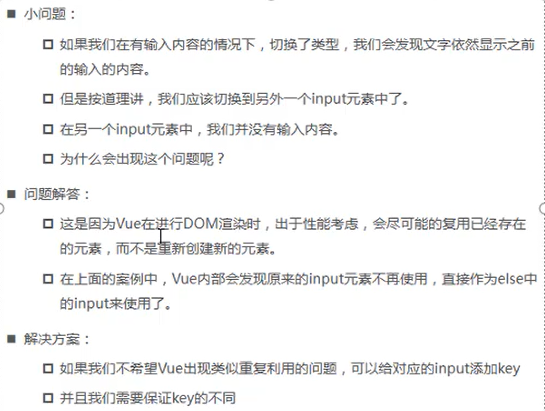 小问题：
如果我们在有输入内容的情况下，切换了类型，我们会发现文字依然显示之前
的输入的内容。
但是按道理讲，我们应该切换到另外一个input元素中了。
在另一个input元素中，我们并没有输入内容。
为什么会出现这个问题呢？
问题解答：
这是因为Vue在进行DOM渲染时，出于性能考虑，会尽可能的复用已经存在
的元素，而不是重新创建新的元素。
在上面的案例中，Vue内部会发现原来的input元素不再使用，直接作为else中
的input来使用了。
解决方案：
如果我们不希望Vue出现类似重复利用的问题，可以给对应的input添加key
并且我们需要保证key的不同